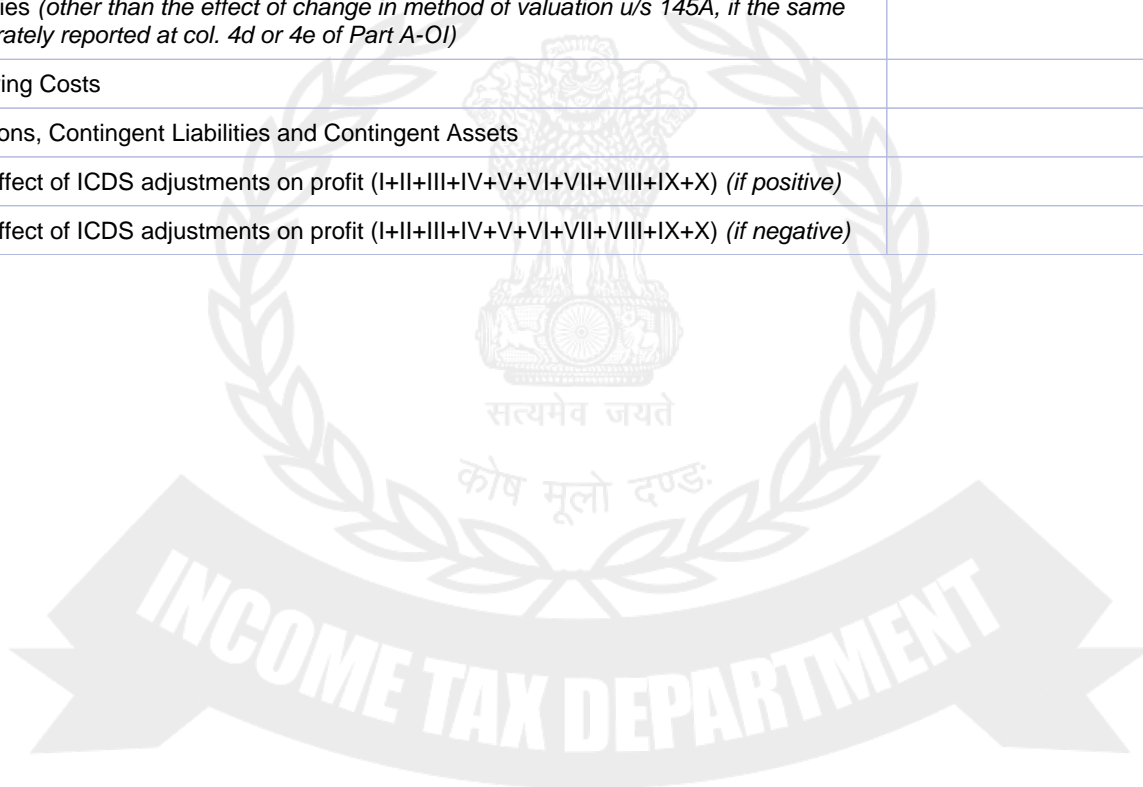 ies (other than the effect of change in method of valuation u/s 145A, if the same
rately reported at col. 4d or 4e of Part A-OI)
ing Costs
ons, Contingent Liabilities and Contingent Assets
ffect of ICDS adjustments on profit (I+II+III+IV+V+VI+VII+VIII+IX+X) (if positive)
ffect of ICDS adjustments on profit (I+II+III+IV+V+VI+VII+VIII+IX+X) (if negative)
सत्यमेव जयते
कोष मूलो दण्डः
INCOME TAX DEPARTMENT